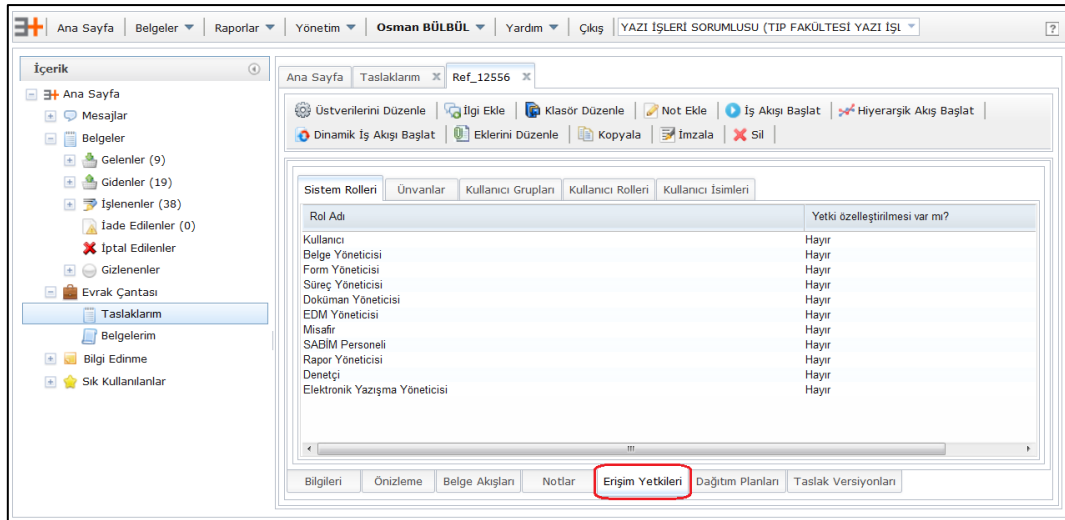 Ana Sayfa Belgeler Raporlar Yönetim Osman BÜLBÜL Yardım Çıkış YAZI İŞLERİ SORUMLUSU (TIP FAKÜLTESİ YAZI İŞL ?
İçerik
Ana Sayfa
Mesajlar
Belgeler
Gelenler (9)
Gidenler (19)
İşlenenler (38)
İade Edilenler (0)
İptal Edilenler
Gizlenenler
Evrak Çantası
Taslaklarım
Belgelerim
Bilgi Edinme
Sık Kullanılanlar
Ana Sayfa Taslaklarım Ref_12556
Üstverilerini Düzenle İlgi Ekle Klasör Düzenle Not Ekle İş Akışı Başlat Hiyerarşik Akış Başlat
Dinamik İş Akışı Başlat Eklerini Düzenle Kopyala İmzala Sil
Sistem Rolleri Ünvanlar Kullanıcı Grupları Kullanıcı Rolleri Kullanıcı İsimleri
Rol Adı Yetki özelleştirilmesi var mı?
Kullanıcı Hayır
Belge Yöneticisi Hayır
Form Yöneticisi Hayır
Süreç Yöneticisi Hayır
Doküman Yöneticisi Hayır
EDM Yöneticisi Hayır
Misafir Hayır
SABİM Personeli Hayır
Rapor Yöneticisi Hayır
Denetçi Hayır
Elektronik Yazışma Yöneticisi Hayır
Bilgileri Önizleme Belge Akışları Notlar Erişim Yetkileri Dağıtım Planları Taslak Versiyonları